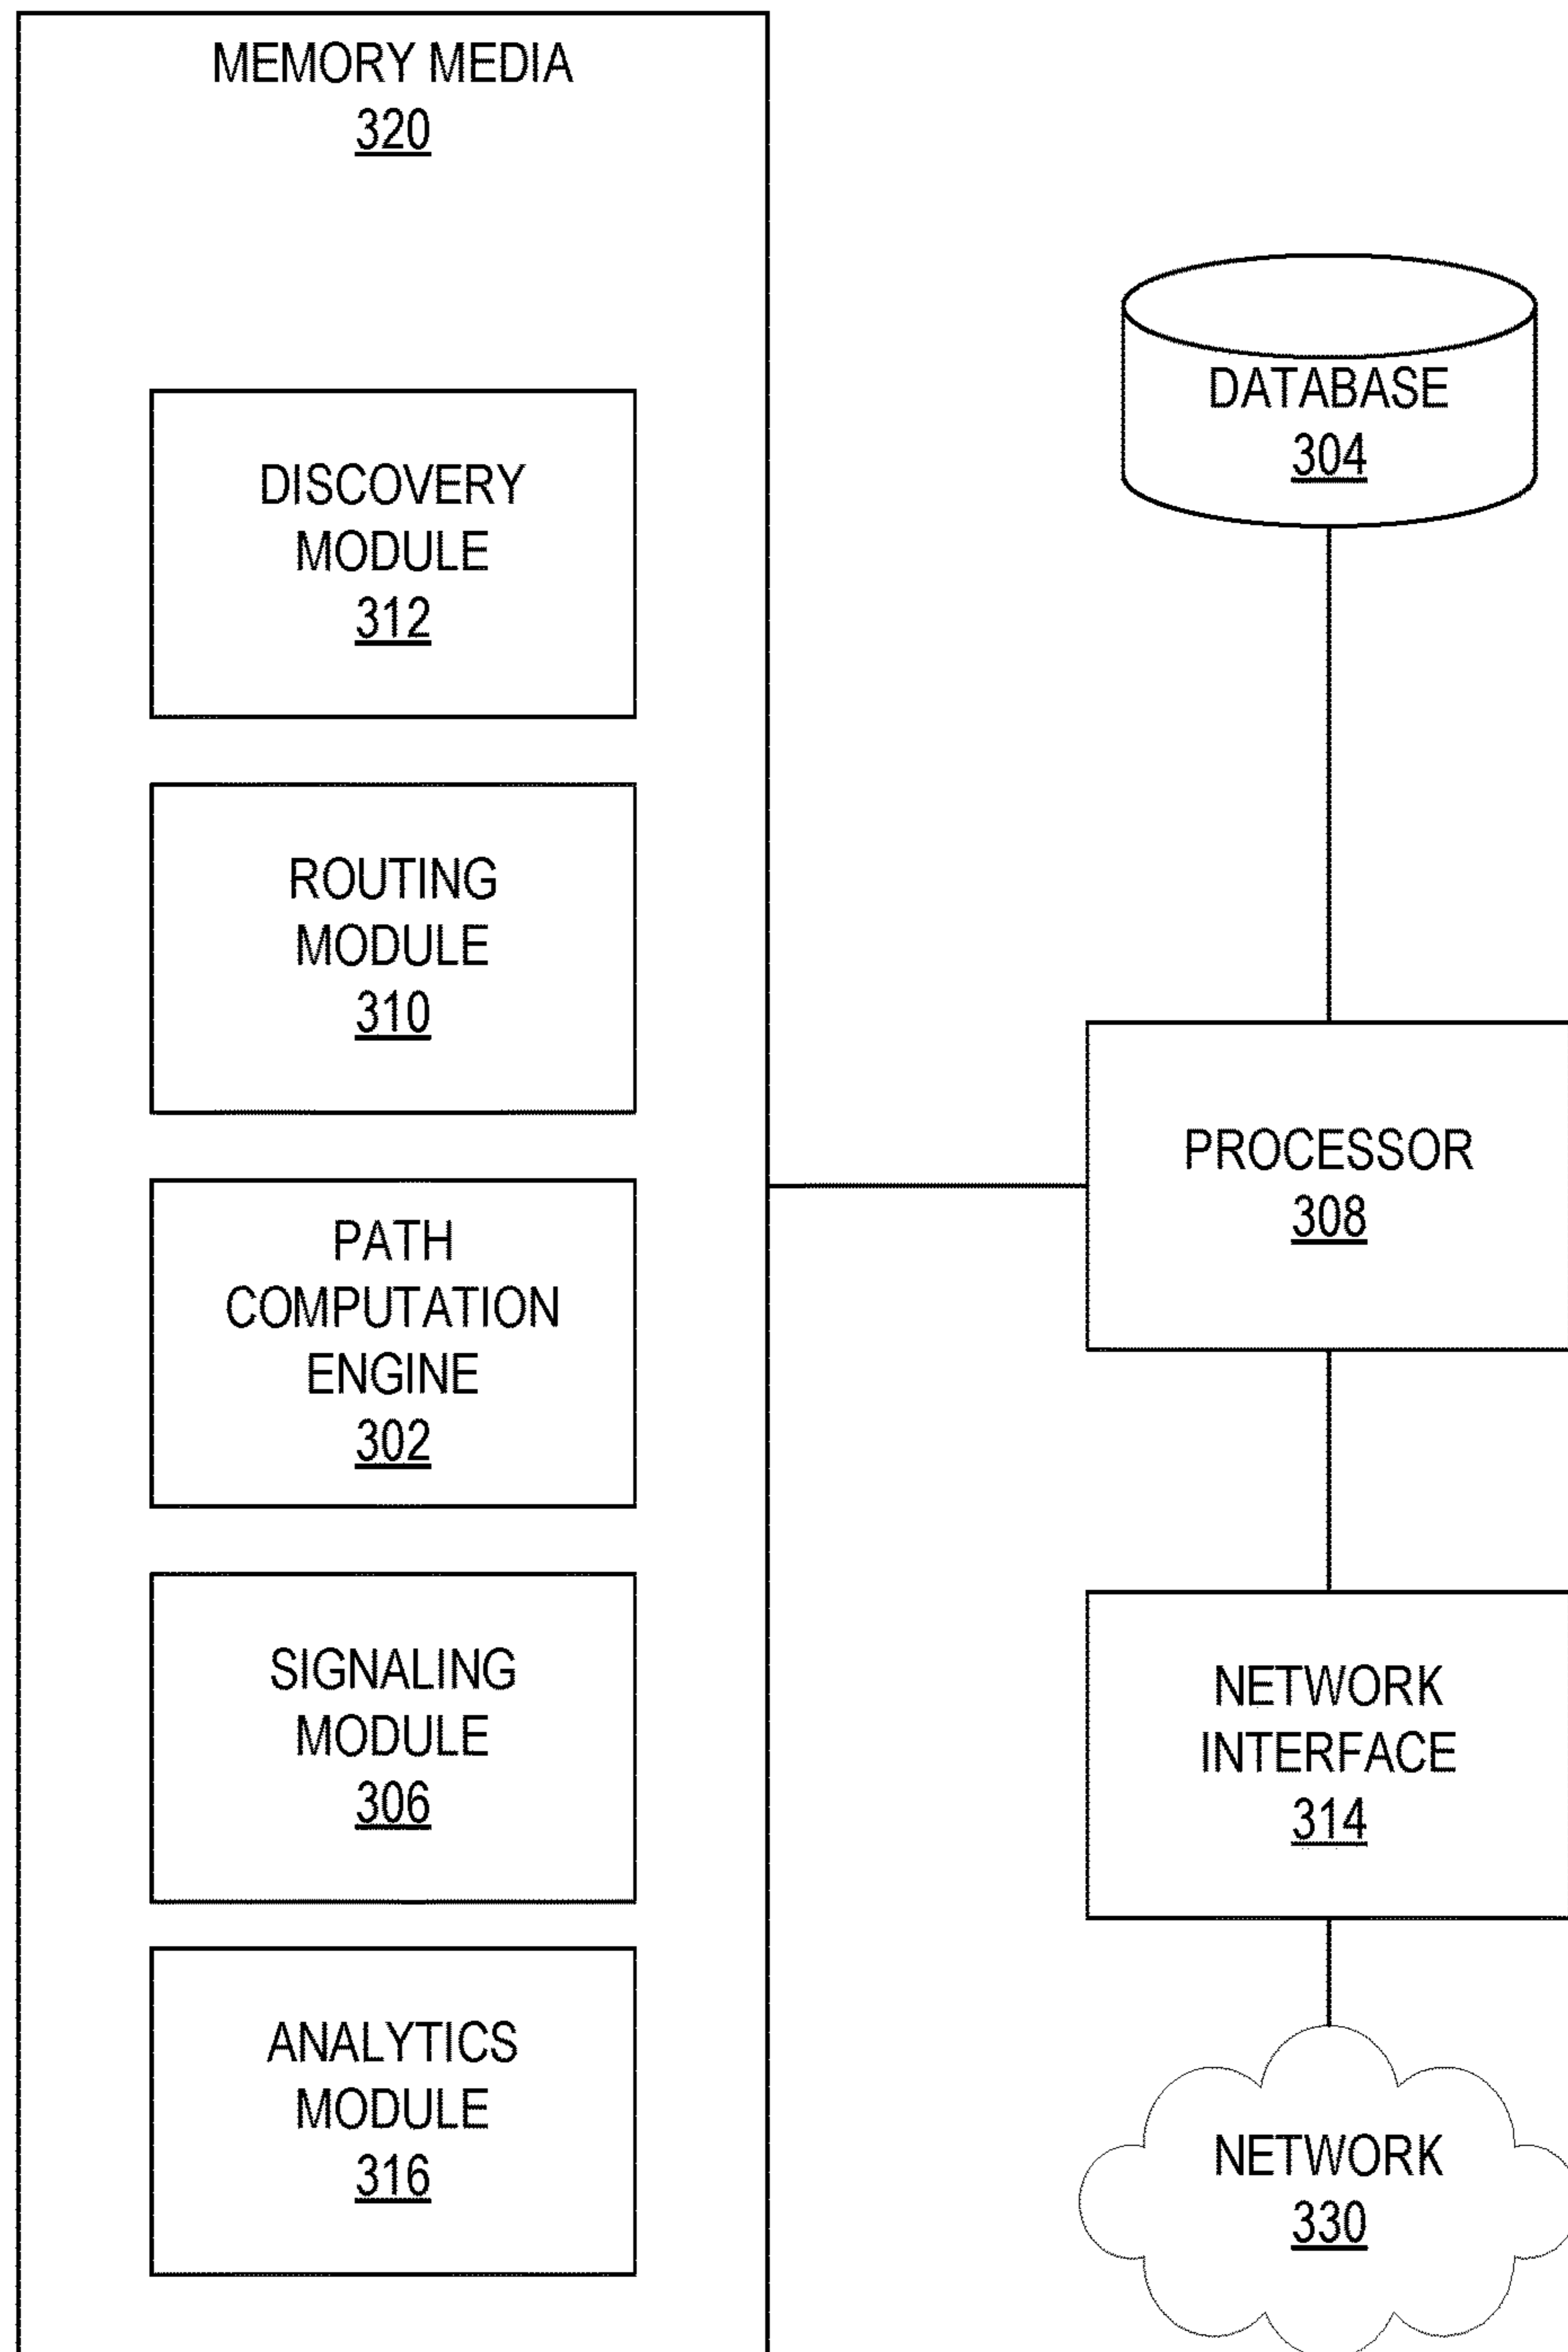 MEMORY MEDIA
320
DISCOVERY
MODULE
312
ROUTING
MODULE
310
PATH
COMPUTATION
ENGINE
302
SIGNALING
MODULE
306
ANALYTICS
MODULE
316
DATABASE
304
PROCESSOR
308
NETWORK
INTERFACE
314
NETWORK
330